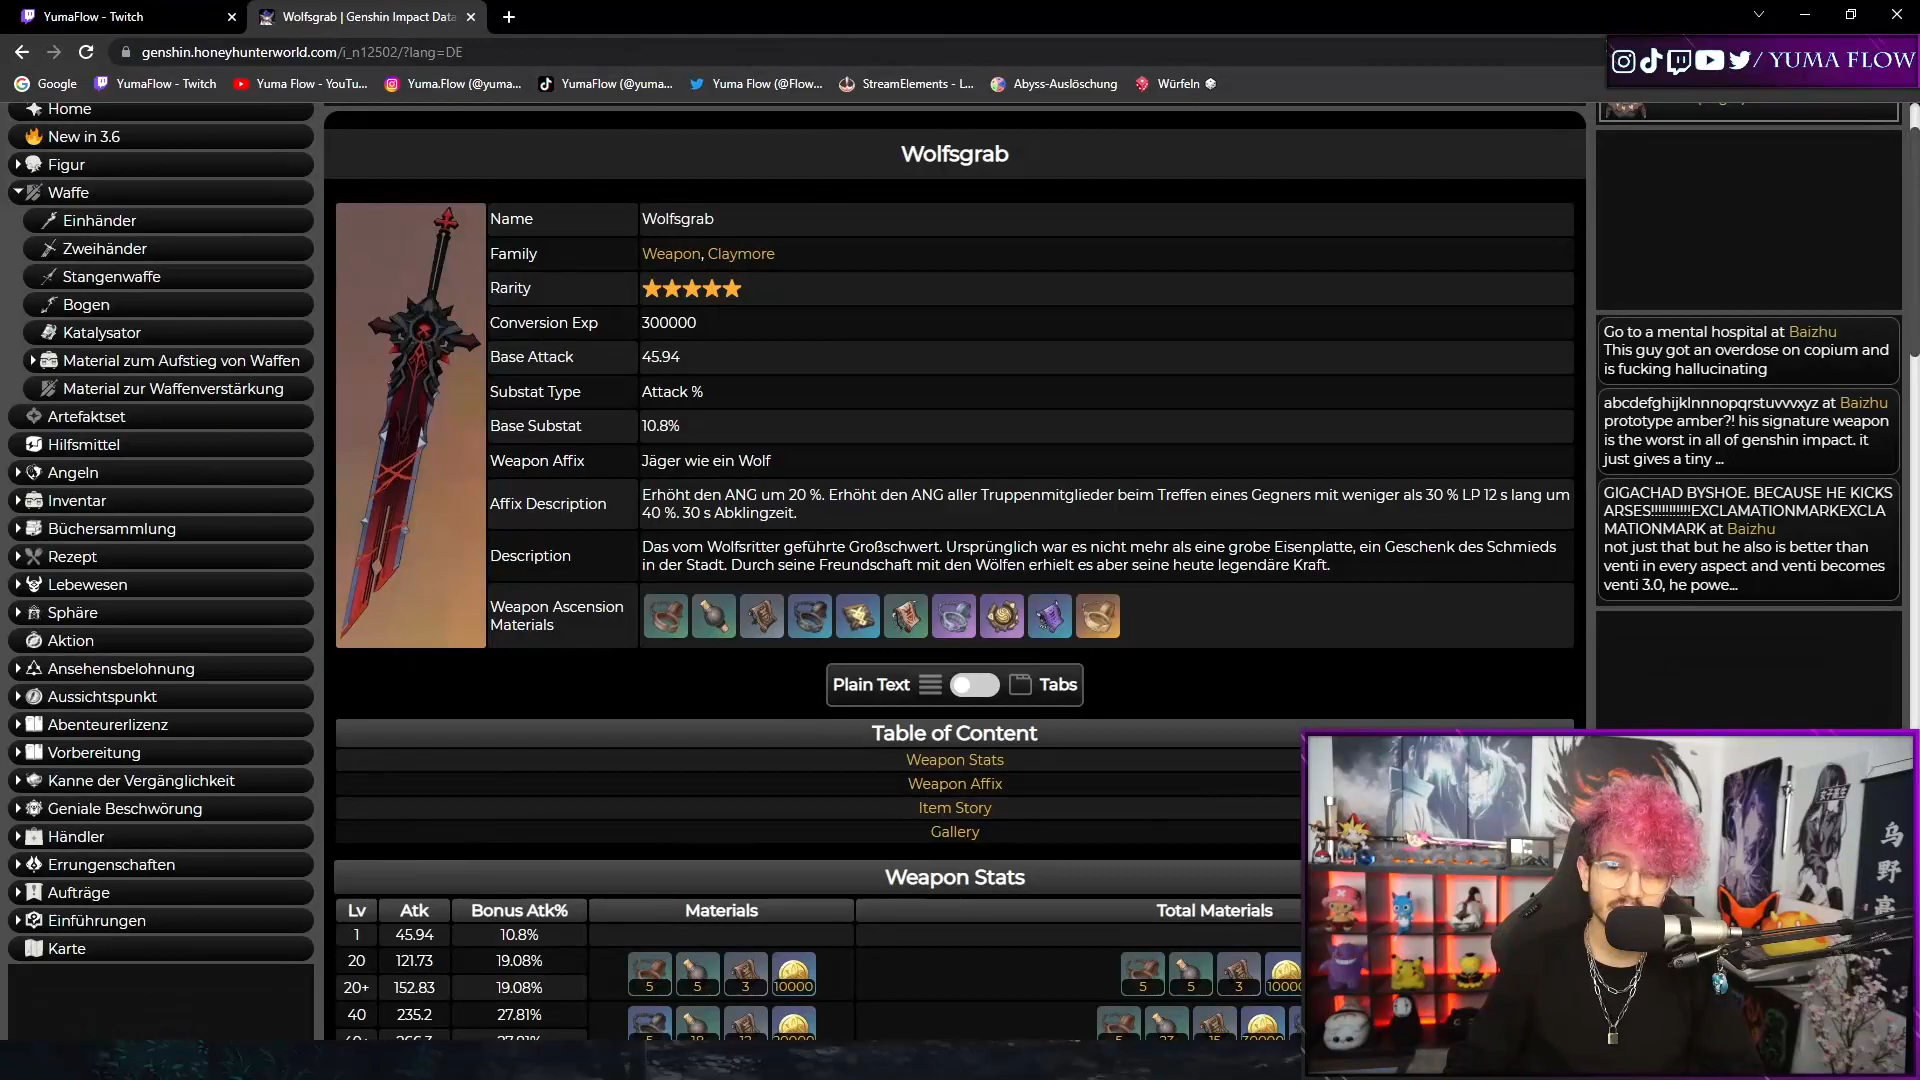 YumaFlow - Twitch
Wolfsgrab | Genshin Impact Data
genshin.honeyhunterworld.com/i_n12502/?lang=DE
Google
YumaFlow - Twitch
Yuma Flow - YouTu...
Yuma.Flow (@yuma...
YumaFlow (@yuma...
Yuma Flow (@Flow...
StreamElements - L...
Abyss-Auslöschung
Würfeln
/ YUMA FLOW
Home
New in 3.6
Figur
Waffe
Einhänder
Zweihänder
Stangenwaffe
Bogen
Katalysator
Material zum Aufstieg von Waffen
Material zur Waffenverstärkung
Artefaktset
Hilfsmittel
Angeln
Inventar
Büchersammlung
Rezept
Lebewesen
Sphäre
Aktion
Ansehensbelohnung
Aussichtspunkt
Abenteurerlizenz
Vorbereitung
Kanne der Vergänglichkeit
Geniale Beschwörung
Händler
Errungenschaften
Aufträge
Einführungen
Karte
Wolfsgrab
Name Wolfsgrab
Family Weapon, Claymore
Rarity
Conversion Exp 300000
Base Attack 45.94
Substat Type Attack %
Base Substat 10.8%
Weapon Affix Jäger wie ein Wolf
Affix Description Erhöht den ANG um 20 %. Erhöht den ANG aller Truppenmitglieder beim Treffen eines Gegners mit weniger als 30 % LP 12 s lang um
40 %. 30 s Abklingzeit.
Description Das vom Wolfsritter geführte Großschwert. Ursprünglich war es nicht mehr als eine grobe Eisenplatte, ein Geschenk des Schmieds
in der Stadt. Durch seine Freundschaft mit den Wölfen erhielt es aber seine heute legendäre Kraft.
Weapon Ascension
Materials
Plain Text Tabs
Table of Content
Weapon Stats
Weapon Affix
Item Story
Gallery
Weapon Stats
Lv Atk Bonus Atk% Materials Total Materials
1 45.94 10.8%
20 121.73 19.08%
5 5 3 10000 5 5 3
20+ 152.83 19.08%
40 235.2 27.81%
Go to a mental hospital at Baizhu
This guy got an overdose on copium and
is fucking hallucinating
abcdefghijklnnnopqrstuvvvxyz at Baizhu
prototype amber?! his signature weapon
is the worst in all of genshin impact. it
just gives a tiny ...
GIGACHAD BYSHOE. BECAUSE HE KICKS
ARSES!!!!!!!!!!!EXCLAMATIONMARKEXCLA
MATIONMARK at Baizhu
not just that but he also is better than
venti in every aspect and venti becomes
venti 3.0, he powe...
烏
野
高